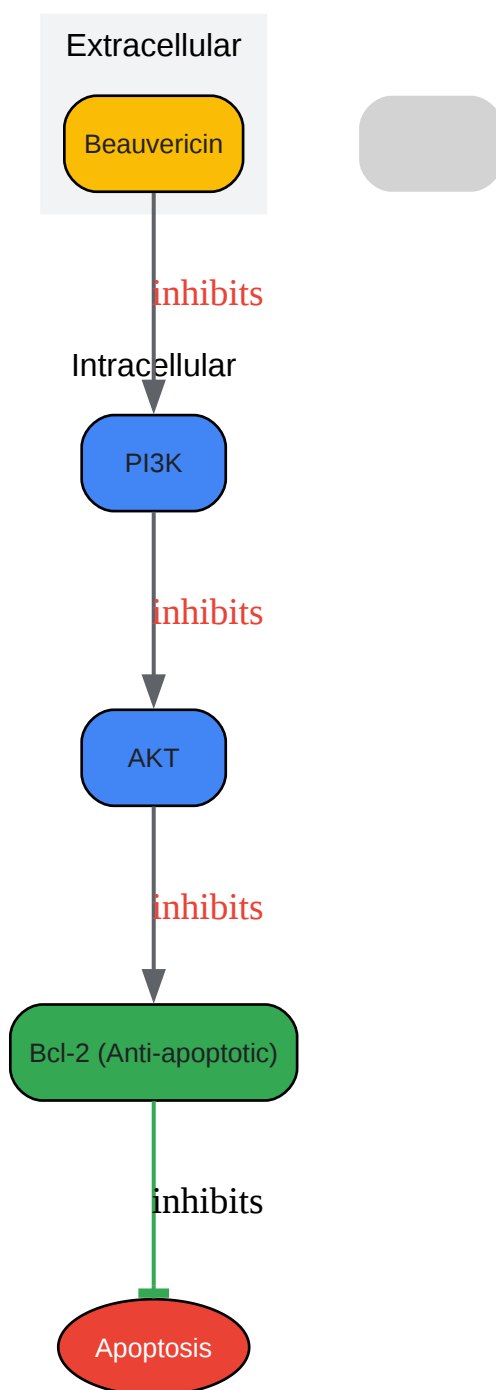 Extracellular
Beauvericin
inhibits
Intracellular
PI3K
inhibits
AKT
inhibits
Bcl-2 (Anti-apoptotic)
inhibits
Apoptosis